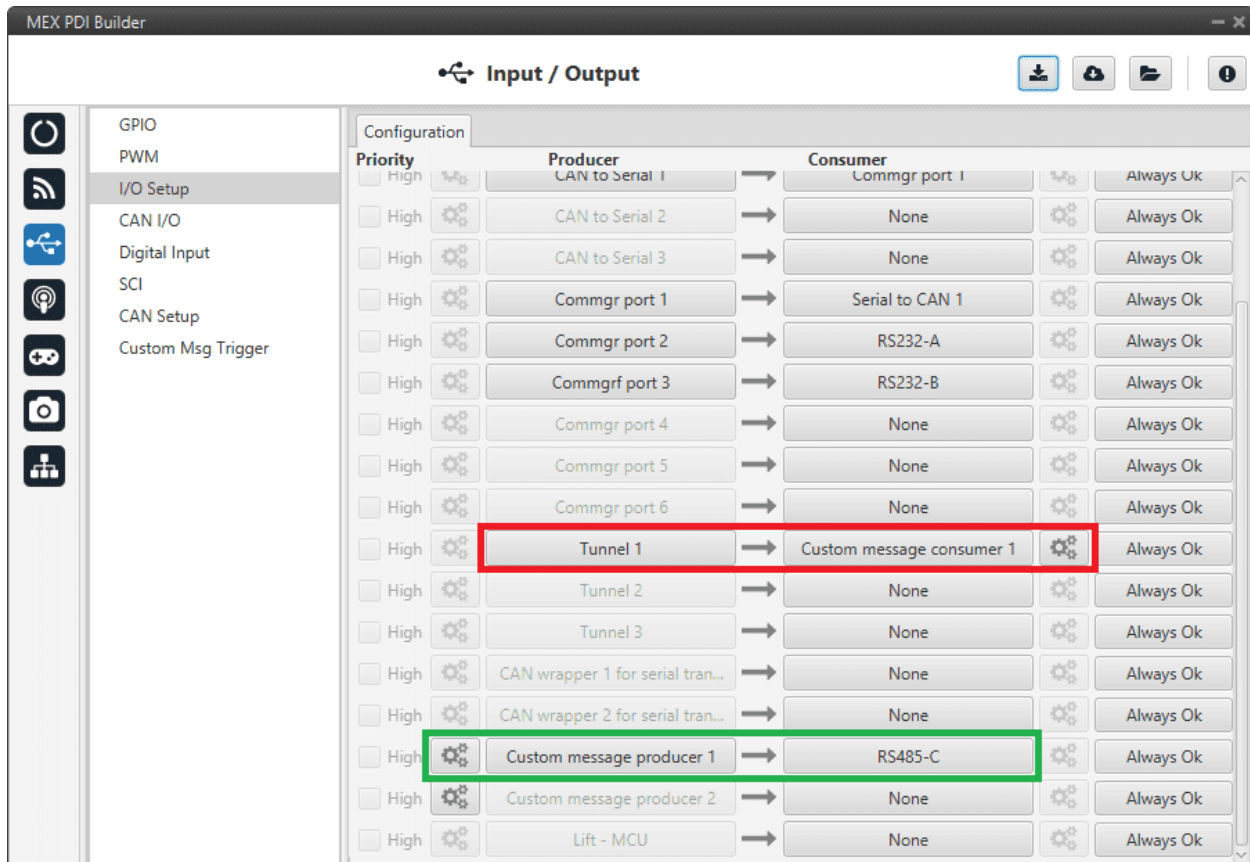 MEX PDI Builder
Input / Output
GPIO
PWM
I/O Setup
CAN I/O
Digital Input
SCI
CAN Setup
Custom Msg Trigger
Configuration
Priority Producer Consumer
High CAN to Serial 1 Commgr port 1 Always Ok
High CAN to Serial 2 None Always Ok
High CAN to Serial 3 None Always Ok
High Commgr port 1 Serial to CAN 1 Always Ok
High Commgr port 2 RS232-A Always Ok
High Commgrf port 3 RS232-B Always Ok
High Commgr port 4 None Always Ok
High Commgr port 5 None Always Ok
High Commgr port 6 None Always Ok
High Tunnel 1 Custom message consumer 1 Always Ok
High Tunnel 2 None Always Ok
High Tunnel 3 None Always Ok
High CAN wrapper 1 for serial tran... None Always Ok
High CAN wrapper 2 for serial tran... None Always Ok
High Custom message producer 1 RS485-C Always Ok
High Custom message producer 2 None Always Ok
High Lift - MCU None Always Ok